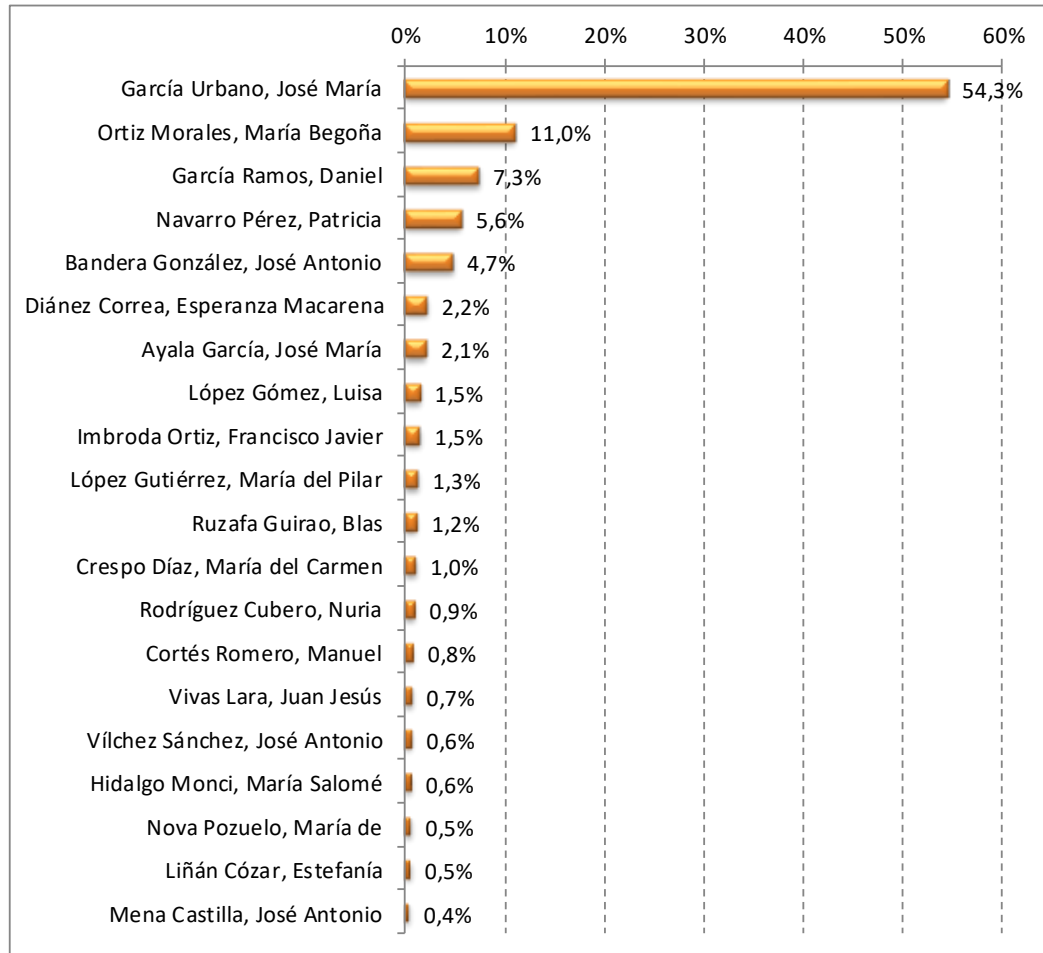 0% 10% 20% 30% 40% 50% 60%
García Urbano, José María 54,3%
Ortiz Morales, María Begoña 11,0%
García Ramos, Daniel 7,3%
Navarro Pérez, Patricia 5,6%
Bandera González, José Antonio 4,7%
Diánez Correa, Esperanza Macarena 2,2%
Ayala García, José María 2,1%
López Gómez, Luisa 1,5%
Imbroda Ortiz, Francisco Javier 1,5%
López Gutiérrez, María del Pilar 1,3%
Ruzafa Guirao, Blas 1,2%
Crespo Díaz, María del Carmen 1,0%
Rodríguez Cubero, Nuria 0,9%
Cortés Romero, Manuel 0,8%
Vivas Lara, Juan Jesús 0,7%
Vílchez Sánchez, José Antonio 0,6%
Hidalgo Monci, María Salomé 0,6%
Nova Pozuelo, María de 0,5%
Liñán Cózar, Estefanía 0,5%
Mena Castilla, José Antonio 0,4%